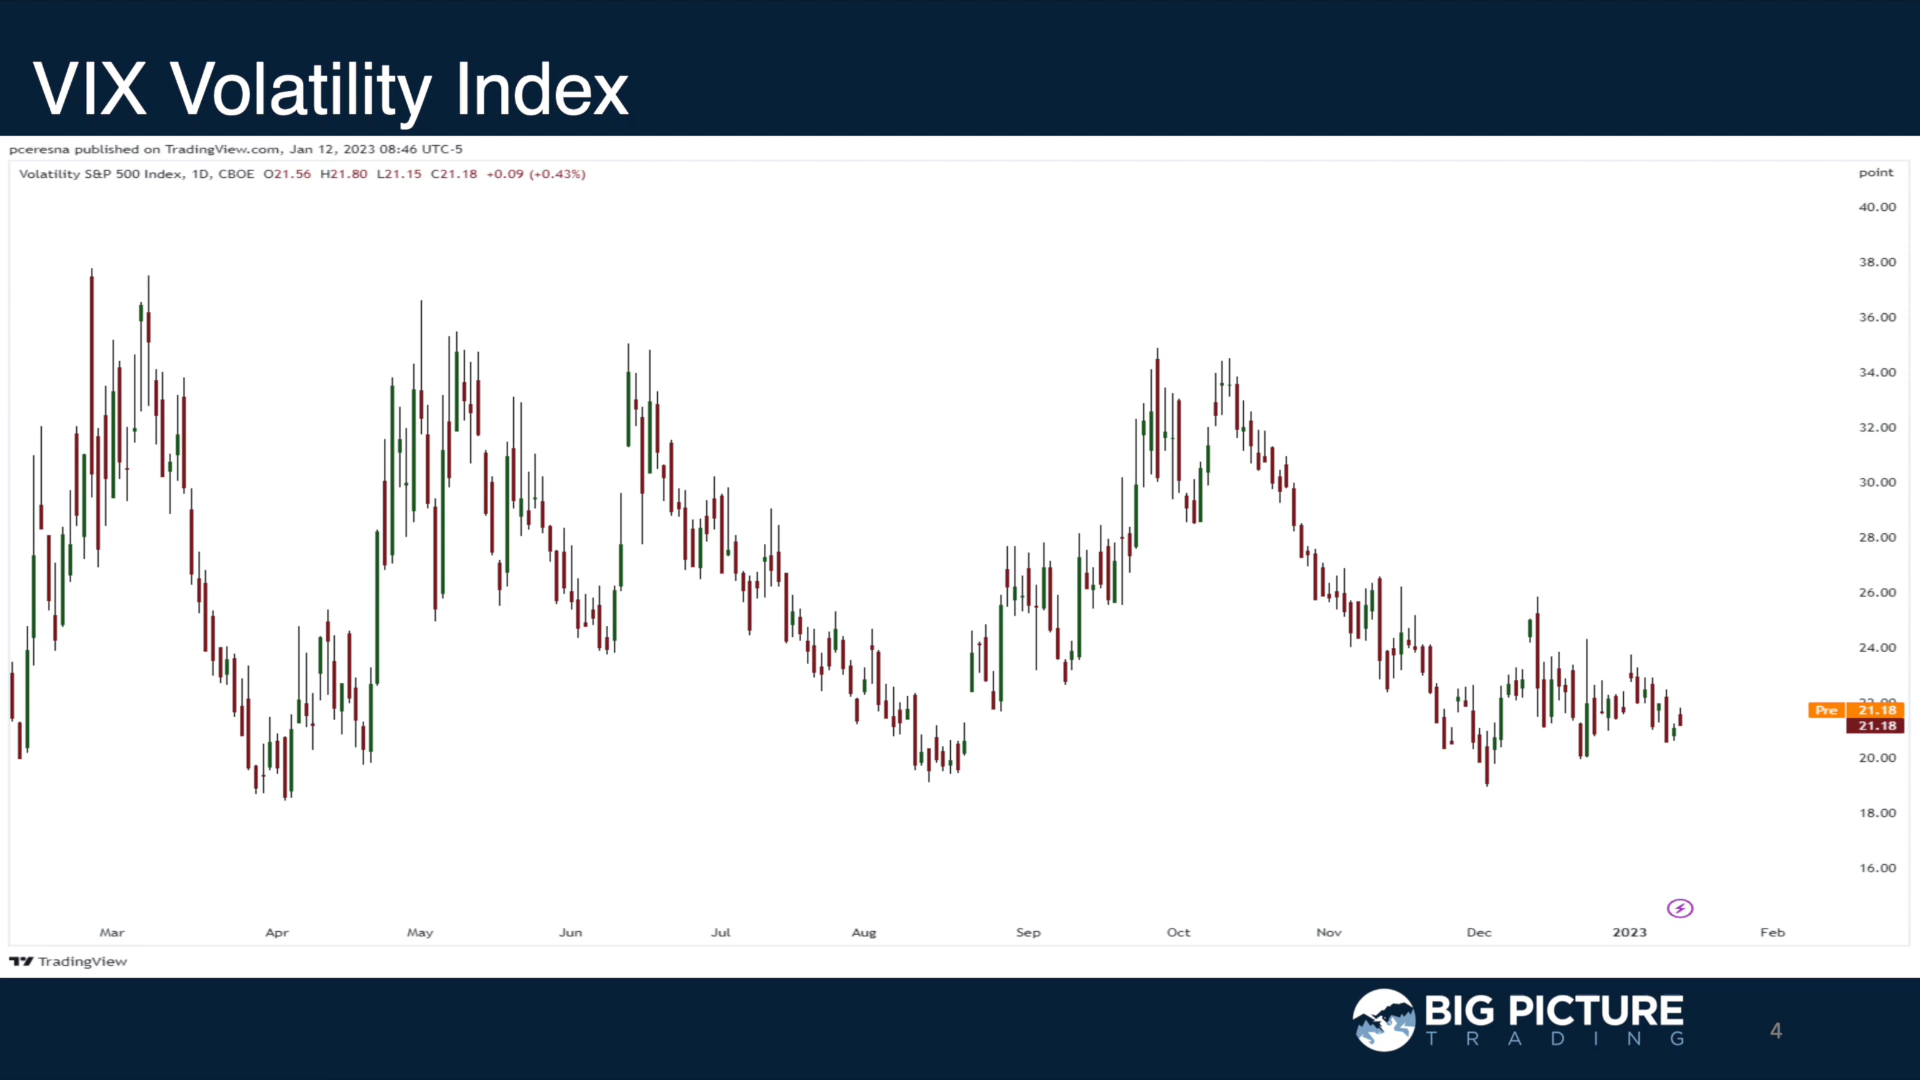 VIX Volatility Index
pceresna published on TradingView.com, Jan 12, 2023 08:46 UTC-5
Volatility S&P 500 Index, 1D, CBOE O21.56 H21.80 L21.15 C21.18 +0.09 (+0.43%)
point
40.00
38.00
36.00
34.00
32.00
30.00
28.00
26.00
24.00
22.00
Pre 21.18
21.18
20.00
18.00
16.00
Mar Apr May Jun Jul Aug Sep Oct Nov Dec 2023 Feb
TradingView
BIG PICTURE
TRADING
4